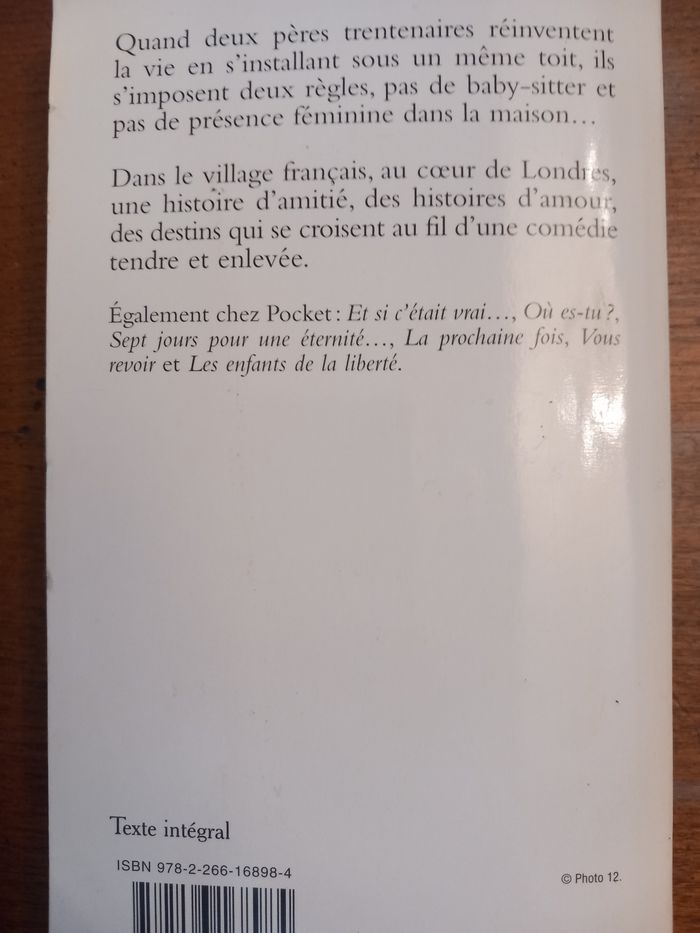 Quand deux pères trentenaires réinventent
la vie en s'installant sous un même toit, ils
s'imposent deux règles, pas de baby-sitter et
pas de présence féminine dans la maison...
Dans le village français, au cœur de Londres,
une histoire d'amitié, des histoires d'amour,
des destins qui se croisent au fil d'une comédie
tendre et enlevée.
Également chez Pocket : Et si c'était vrai..., Où es-tu ?,
Sept jours pour une éternité..., La prochaine fois, Vous
revoir et Les enfants de la liberté.
Texte intégral
ISBN 978-2-266-16898-4
© Photo 12.